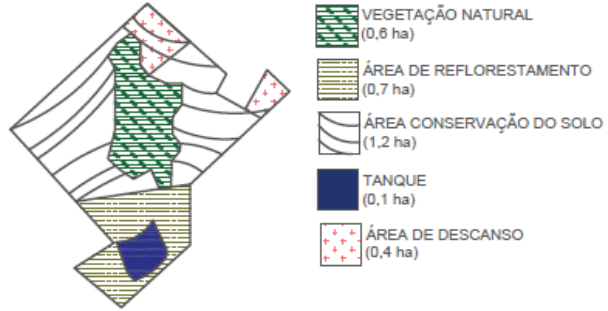 VEGETAÇÃO NATURAL
(0,6 ha)
ÁREA DE REFLORESTAMENTO
(0,7 ha)
ÁREA CONSERVAÇÃO DO SOLO
(1,2 ha)
TANQUE
(0,1 ha)
ÁREA DE DESCANSO
(0,4 ha)